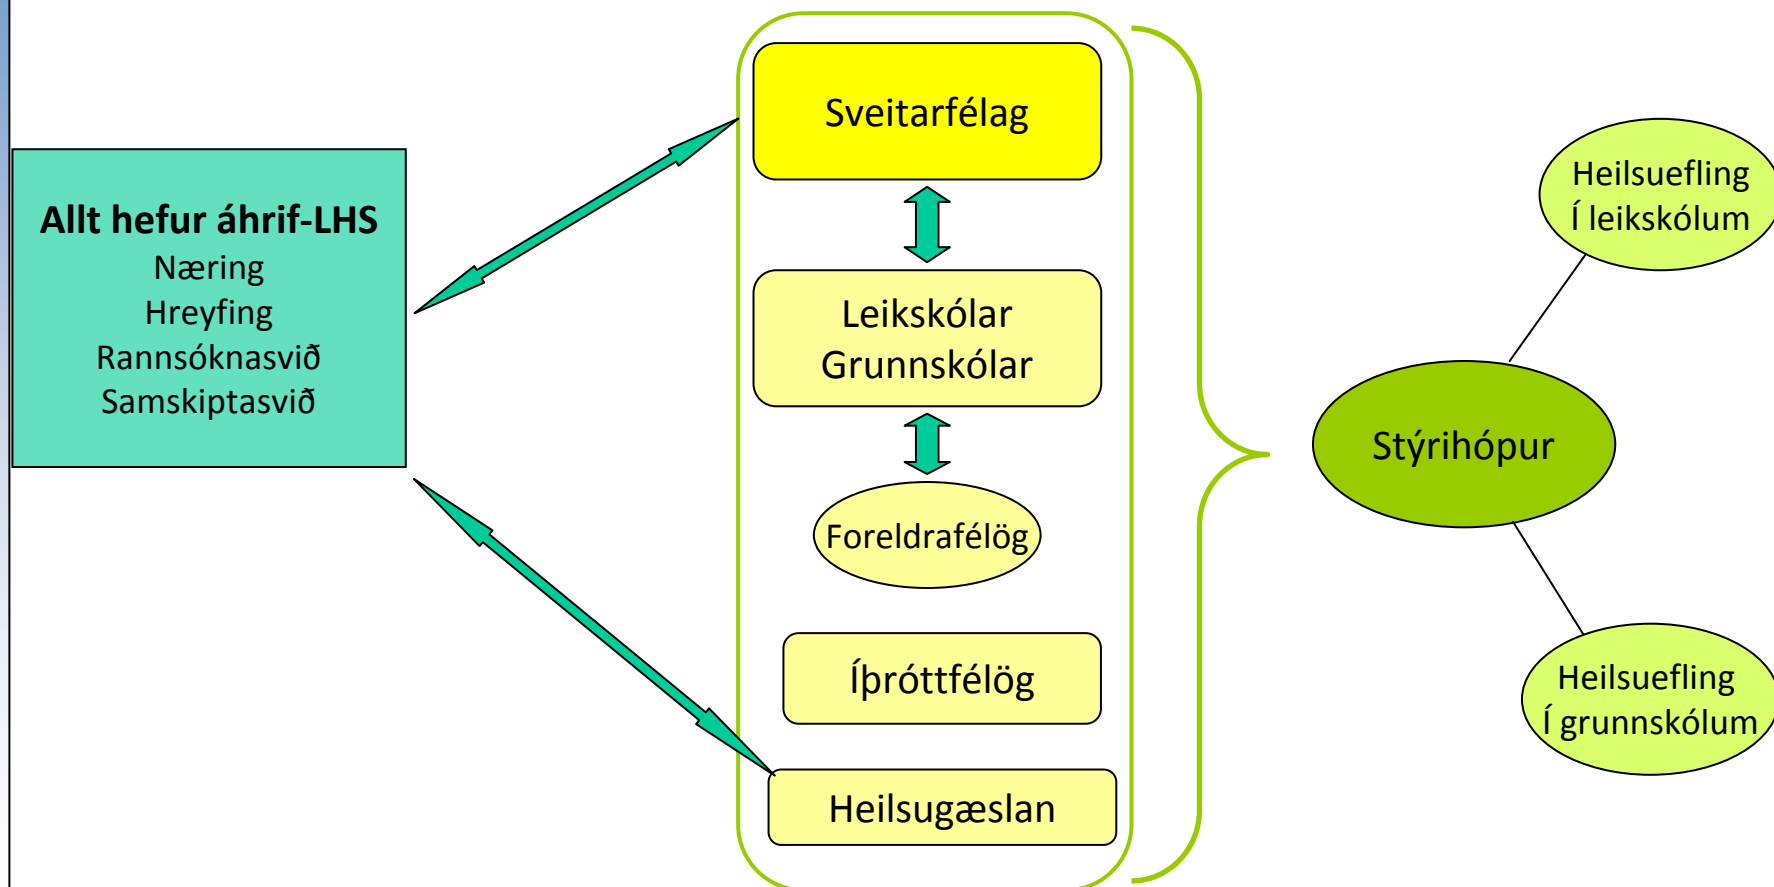 Allt hefur áhrif-LHS
Næring
Hreyfing
Rannsóknasvið
Samskiptasvið
Sveitarfélag
Leikskólar
Grunnskólar
Foreldrafélög
Íþróttfélög
Heilsugæslan
Stýrihópur
Heilsuefling
Í leikskólum
Heilsuefling
Í grunnskólum